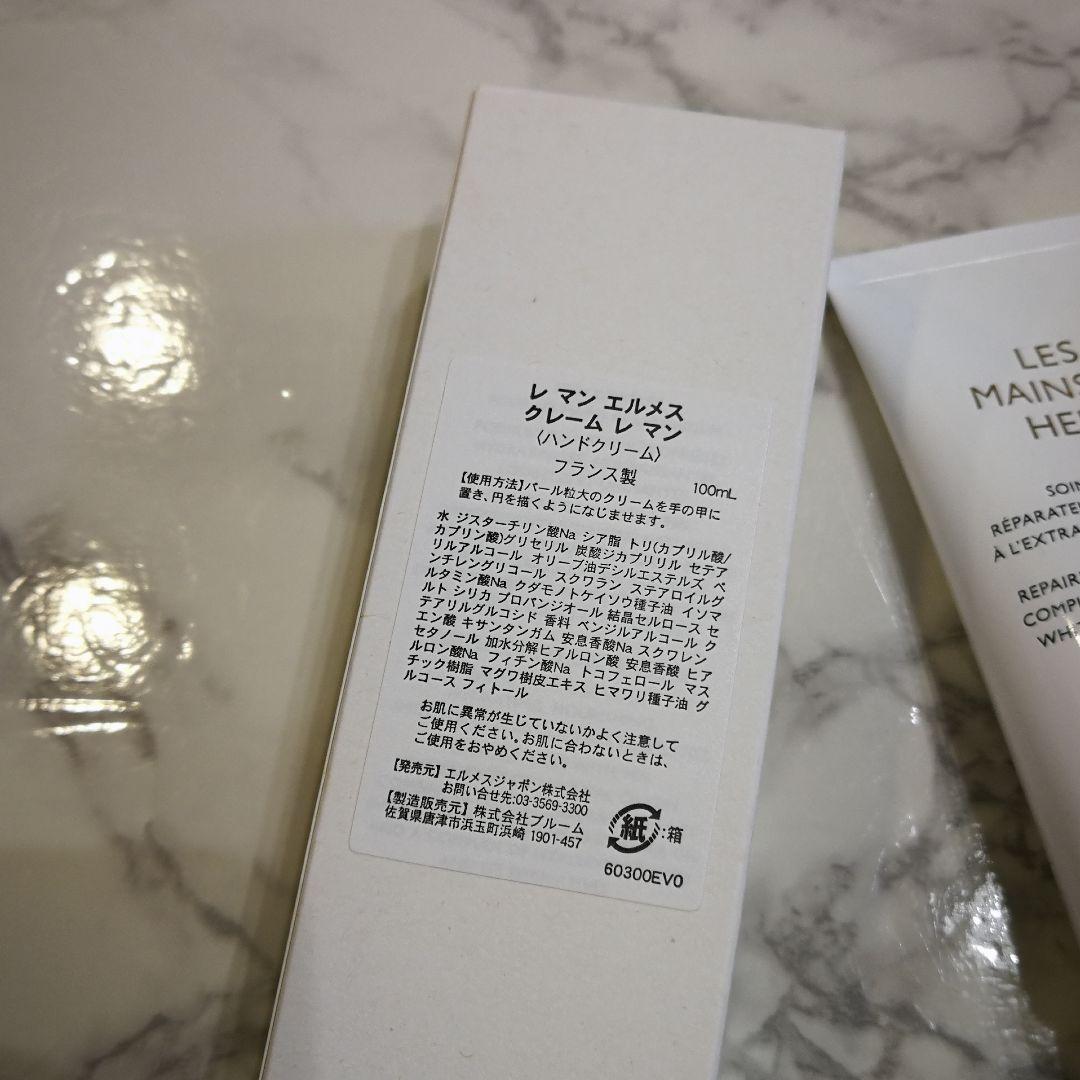 レ マン エルメス
クレーム レ マン
〈ハンドクリーム〉
フランス製
100mL
【使用方法】パール粒大のクリームを手の甲に
置き、円を描くようになじませます。
水 ジスターチリン酸Na シア脂 トリ(カプリル酸/
カプリン酸)グリセリル 炭酸ジカプリリル セテア
リルアルコール オリーブ油デシルエステルズ ペ
ンチレングリコール スクワラン ステアロイルグ
ルタミン酸Na クダモノトケイソウ種子油 イソマ
ルト シリカ プロパンジオール 結晶セルロース セ
テアリルグルコシド 香料 ベンジルアルコール ク
エン酸 キサンタンガム 安息香酸Na スクワレン
セタノール 加水分解ヒアルロン酸 安息香酸 ヒア
ルロン酸Na フィチン酸Na トコフェロール マス
チック樹脂 マグワ樹皮エキス ヒマワリ種子油 グ
ルコース フィトール
お肌に異常が生じていないかよく注意して
ご使用ください。お肌に合わないときは、
ご使用をおやめください。
【発売元】エルメスジャポン株式会社
お問い合せ先:03-3569-3300
【製造販売元】株式会社ブルーム
佐賀県唐津市浜玉町浜崎 1901-457
紙:箱
60300EV0
LES
MAINS
HE
SOIN
RÉPARATE
À L'EXTRA
REPAIRI
COMPL
WH